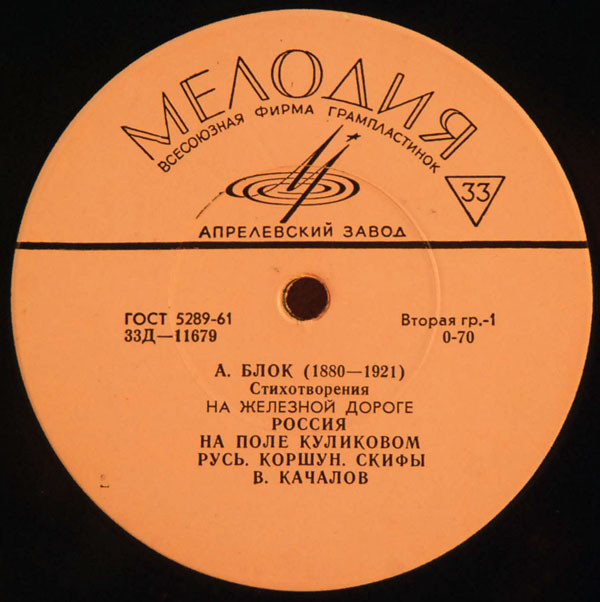 МЕЛОДИЯ
ВСЕСОЮЗНАЯ ФИРМА ГРАМПЛАСТИНОК
33
АПРЕЛЕВСКИЙ ЗАВОД
ГОСТ 5289-61
33Д—11679
Вторая гр.-1
0-70
А. БЛОК (1880—1921)
Стихотворения
НА ЖЕЛЕЗНОЙ ДОРОГЕ
РОССИЯ
НА ПОЛЕ КУЛИКОВОМ
РУСЬ. КОРШУН. СКИФЫ
В. КАЧАЛОВ